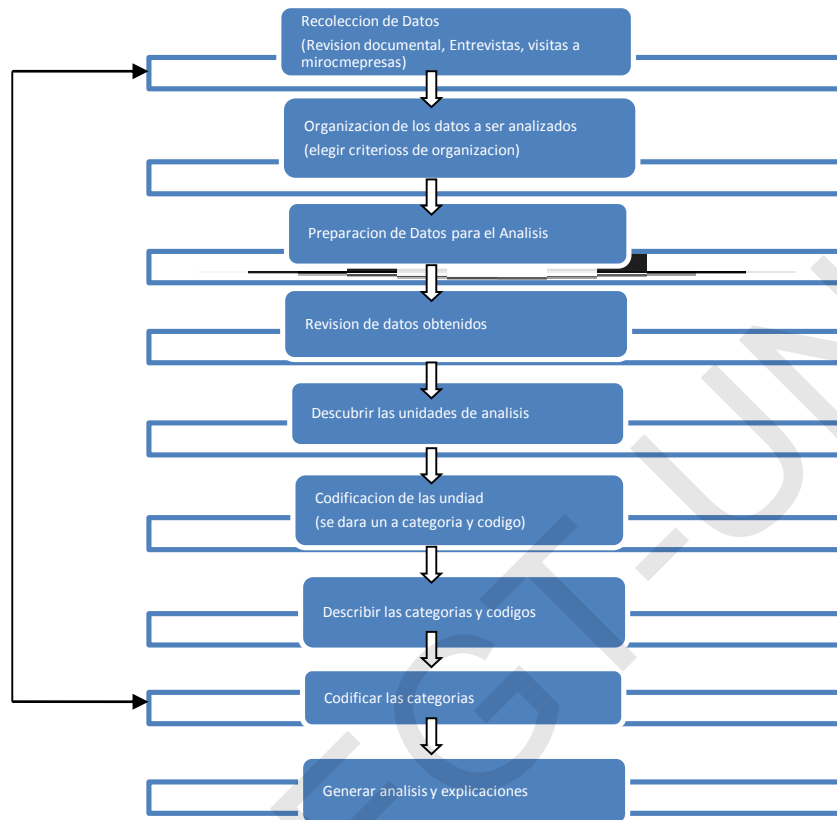 Recoleccion de Datos
(Revision documental, Entrevistas, visitas a
mirocmepresas)
Organizacion de los datos a ser analizados
(elegir criterioss de organizacion)
Preparacion de Datos para el Analisis
Revision de datos obtenidos
Descubrir las unidades de analisis
Codificacion de las undiad
(se dara un a categoria y codigo)
Describir las categorias y codigos
Codificar las categorias
Generar analisis y explicaciones